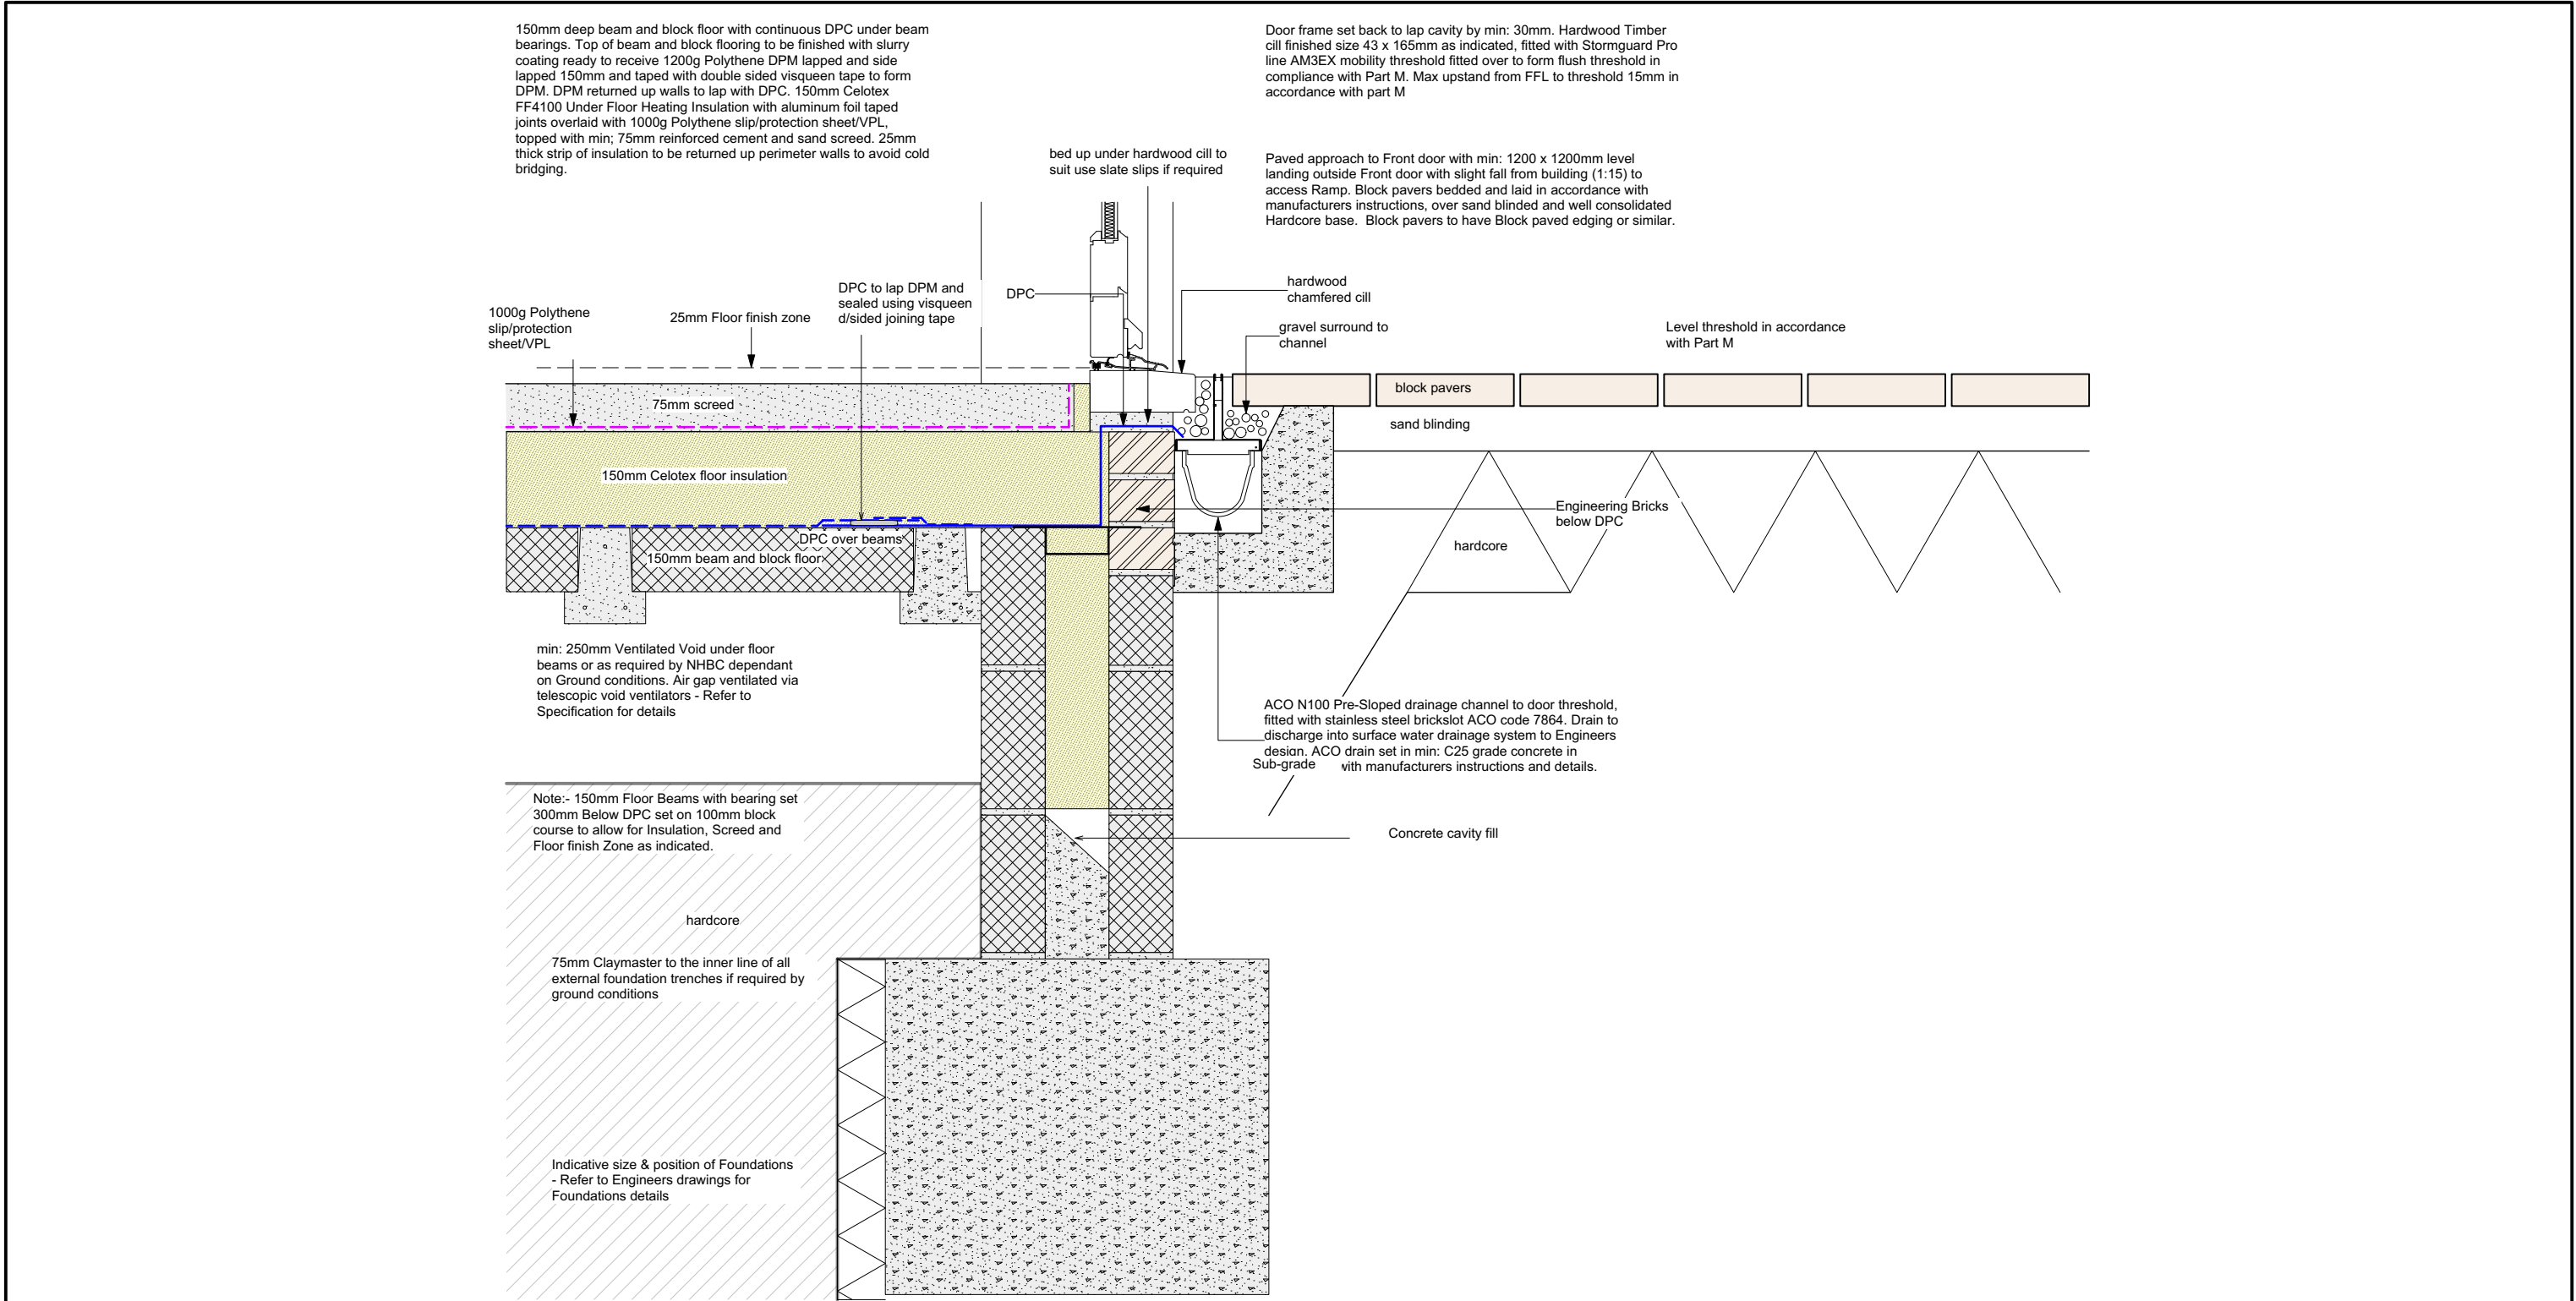 150mm deep beam and block floor with continuous DPC under beam
bearings. Top of beam and block flooring to be finished with slurry
coating ready to receive 1200g Polythene DPM lapped and side
lapped 150mm and taped with double sided visqueen tape to form
DPM. DPM returned up walls to lap with DPC. 150mm Celotex
FF4100 Under Floor Heating Insulation with aluminum foil taped
joints overlaid with 1000g Polythene slip/protection sheet/VPL,
topped with min; 75mm reinforced cement and sand screed. 25mm
thick strip of insulation to be returned up perimeter walls to avoid cold
bridging.
Door frame set back to lap cavity by min: 30mm. Hardwood Timber
cill finished size 43 x 165mm as indicated, fitted with Stormguard Pro
line AM3EX mobility threshold fitted over to form flush threshold in
compliance with Part M. Max upstand from FFL to threshold 15mm in
accordance with part M
bed up under hardwood cill to
suit use slate slips if required
Paved approach to Front door with min: 1200 x 1200mm level
landing outside Front door with slight fall from building (1:15) to
access Ramp. Block pavers bedded and laid in accordance with
manufacturers instructions, over sand blinded and well consolidated
Hardcore base.  Block pavers to have Block paved edging or similar.
1000g Polythene
slip/protection
sheet/VPL
25mm Floor finish zone
DPC to lap DPM and
sealed using visqueen
d/sided joining tape
DPC
hardwood
chamfered cill
gravel surround to
channel
Level threshold in accordance
with Part M
block pavers
75mm screed
sand blinding
150mm Celotex floor insulation
Engineering Bricks
below DPC
DPC over beams
150mm beam and block floor
hardcore
min: 250mm Ventilated Void under floor
beams or as required by NHBC dependant
on Ground conditions. Air gap ventilated via
telescopic void ventilators - Refer to
Specification for details
ACO N100 Pre-Sloped drainage channel to door threshold,
fitted with stainless steel brickslot ACO code 7864. Drain to
discharge into surface water drainage system to Engineers
design. ACO drain set in min: C25 grade concrete in
with manufacturers instructions and details.
Sub-grade
Note:- 150mm Floor Beams with bearing set
300mm Below DPC set on 100mm block
course to allow for Insulation, Screed and
Floor finish Zone as indicated.
Concrete cavity fill
hardcore
75mm Claymaster to the inner line of all
external foundation trenches if required by
ground conditions
Indicative size & position of Foundations
- Refer to Engineers drawings for
Foundations details